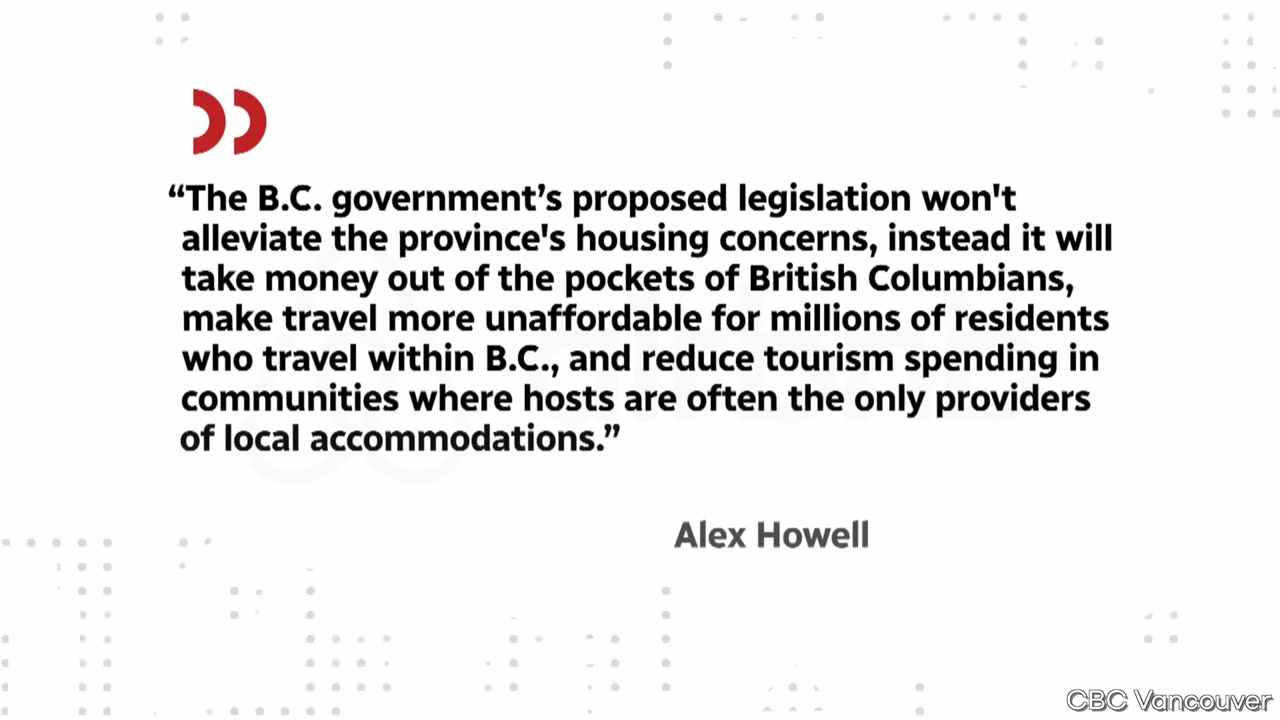 “The B.C. government’s proposed legislation won't
alleviate the province's housing concerns, instead it will
take money out of the pockets of British Columbians,
make travel more unaffordable for millions of residents
who travel within B.C., and reduce tourism spending in
communities where hosts are often the only providers
of local accommodations.”
Alex Howell
CBC Vancouver